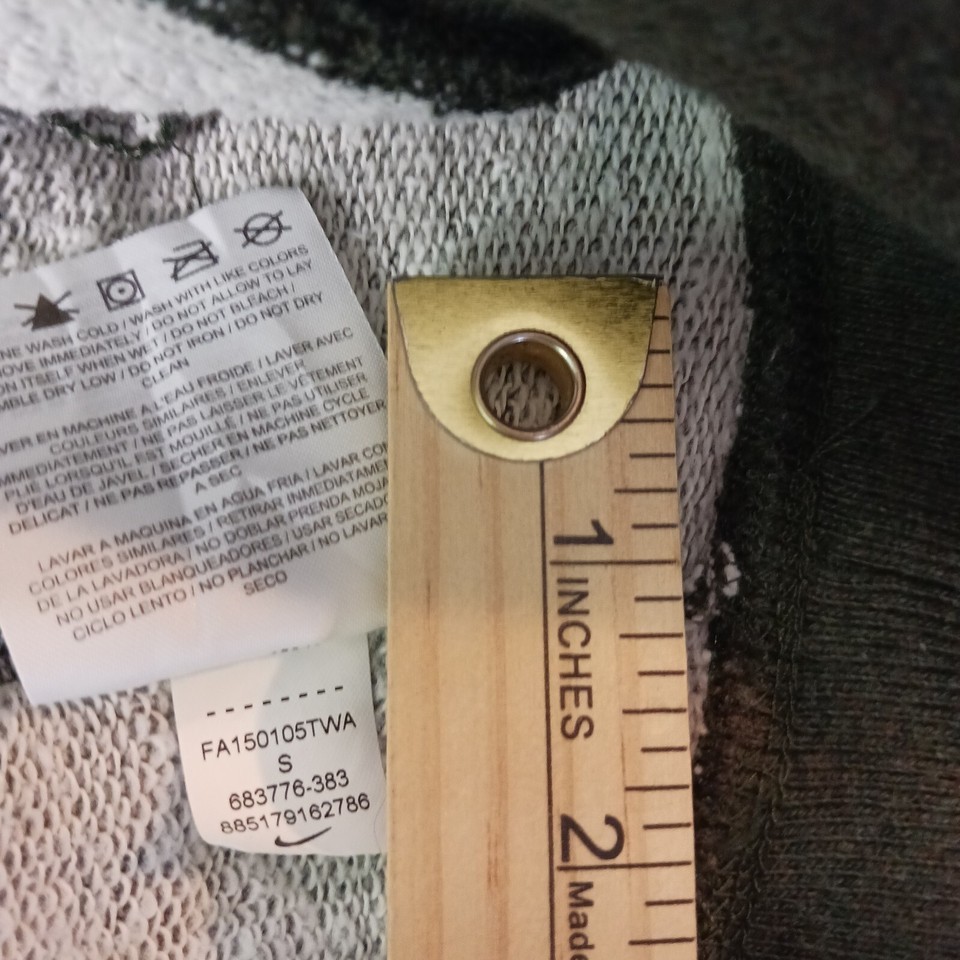 NE WASH COLD / WASH WITH LIKE COLORS
OVE IMMEDIATELY / DO NOT ALLOW TO LAY
ON ITSELF WHEN WET / DO NOT BLEACH /
MBLE DRY LOW / DO NOT IRON / DO NOT DRY
CLEAN
VER EN MACHINE A L'EAU FROIDE / LAVER AVEC
COULEURS SIMILAIRES / ENLEVER
MMEDIATEMENT / NE PAS LAISSER LE VETEMENT
PLIE LORSQU'IL EST MOUILLE / NE PAS UTILISER
D'EAU DE JAVEL / SECHER EN MACHINE CYCLE
DELICAT / NE PAS REPASSER / NE PAS NETTOYER
A SEC
LAVAR A MAQUINA EN AGUA FRIA / LAVAR CON
COLORES SIMILARES / RETIRAR INMEDIATAMEN
DE LA LAVADORA / NO DOBLAR PRENDA MOJA
NO USAR BLANQUEADORES / USAR SECADO
CICLO LENTO / NO PLANCHAR / NO LAVAR
SECO
FA150105TWA
S
683776-383
885179162786
1
INCHES
2
Made